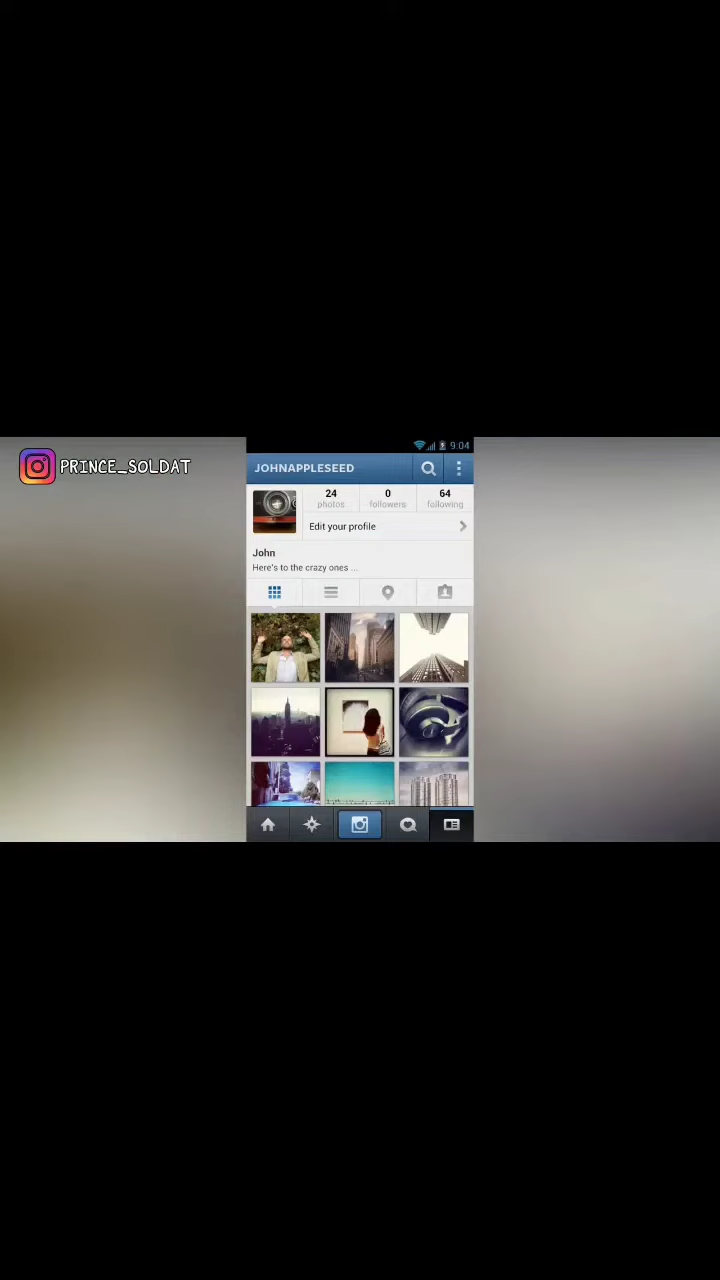 PRINCE_SOLDAT
9:04
JOHNAPPLESEED
24 0 64
photos followers following
Edit your profile
John
Here's to the crazy ones ...